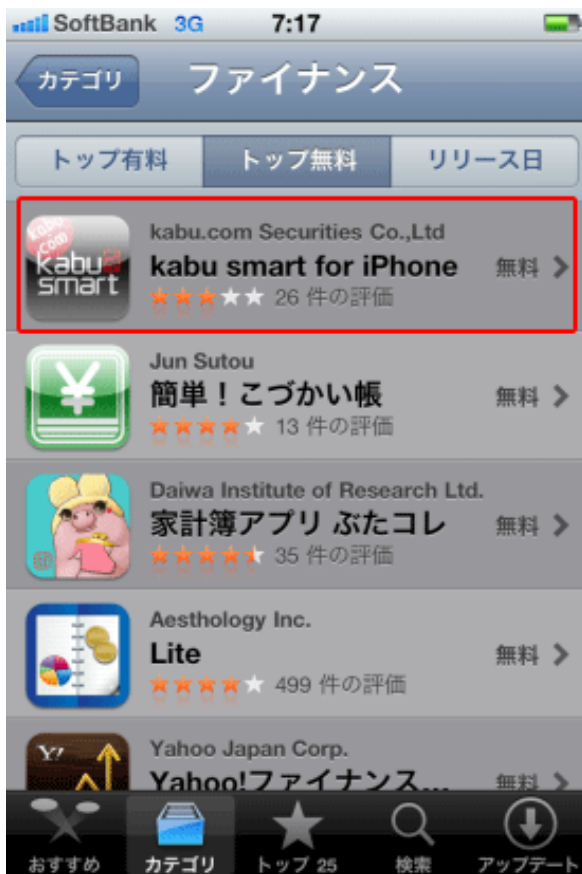 SoftBank 3G 7:17
カテゴリ ファイナンス
トップ有料 トップ無料 リリース日
kabu.com Securities Co.,Ltd
kabu.com
kabu smart
kabu smart for iPhone 無料
26 件の評価
Jun Sutou
¥
簡単！こづかい帳 無料
13 件の評価
Daiwa Institute of Research Ltd.
家計簿アプリ ぶたコレ 無料
35 件の評価
Aesthology Inc.
Lite 無料
499 件の評価
Y!
Yahoo Japan Corp.
Yahoo!ファイナンス... 無料
おすすめ カテゴリ トップ 25 検索 アップデート